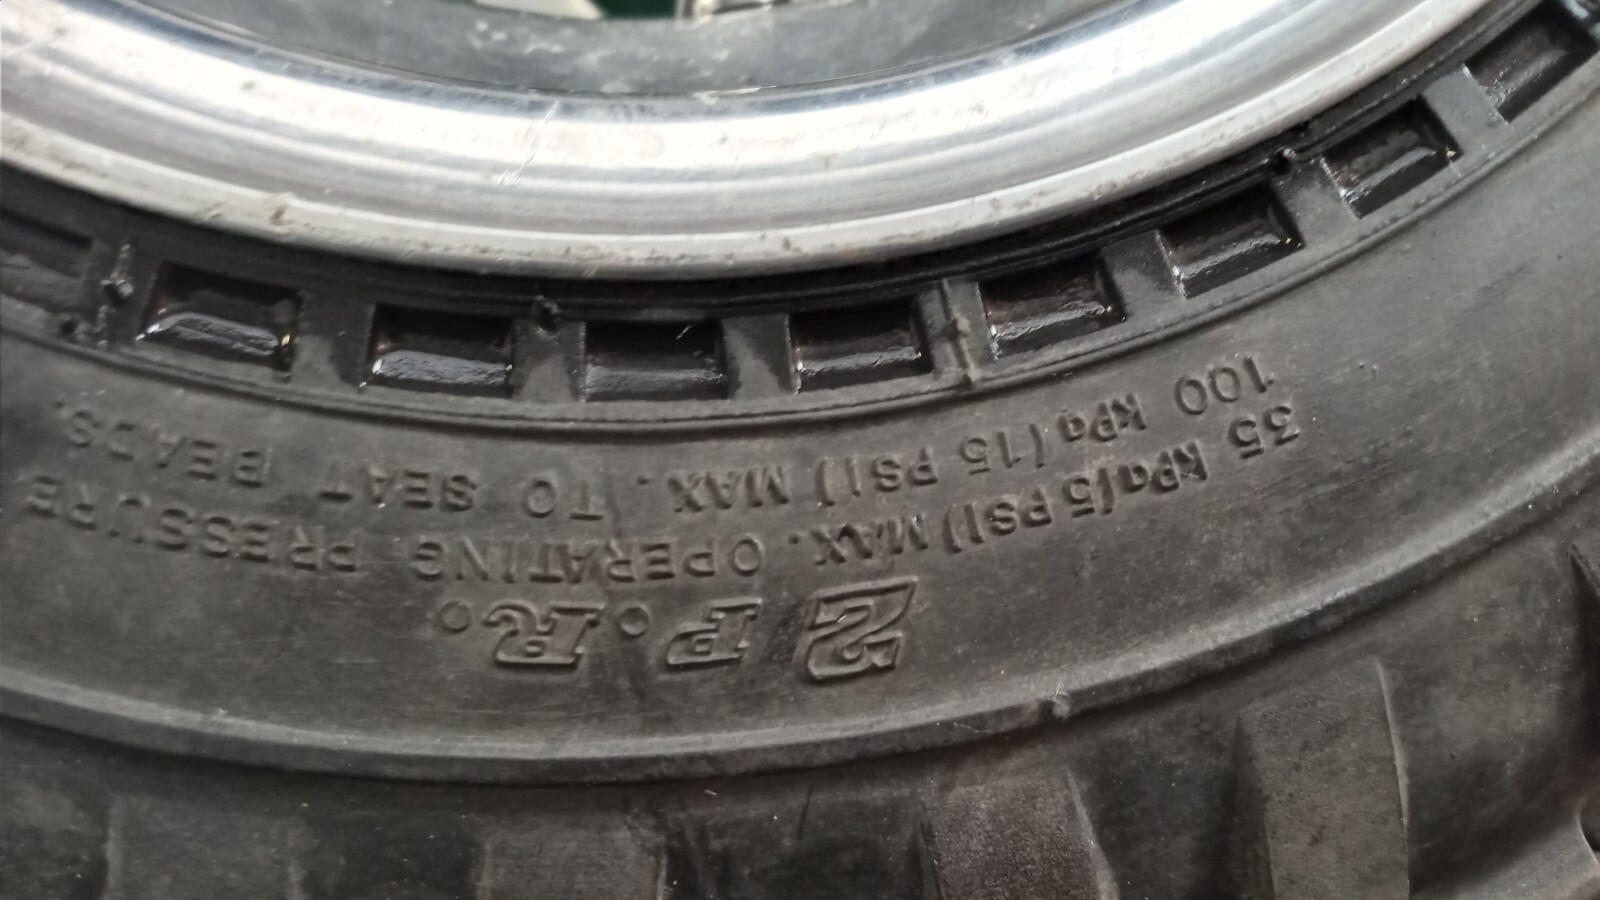 2 P.R.
35 kPa(5 PSI) MAX. OPERATING PRESSURE
100 kPa(15 PSI) MAX. TO SEAT BEADS.